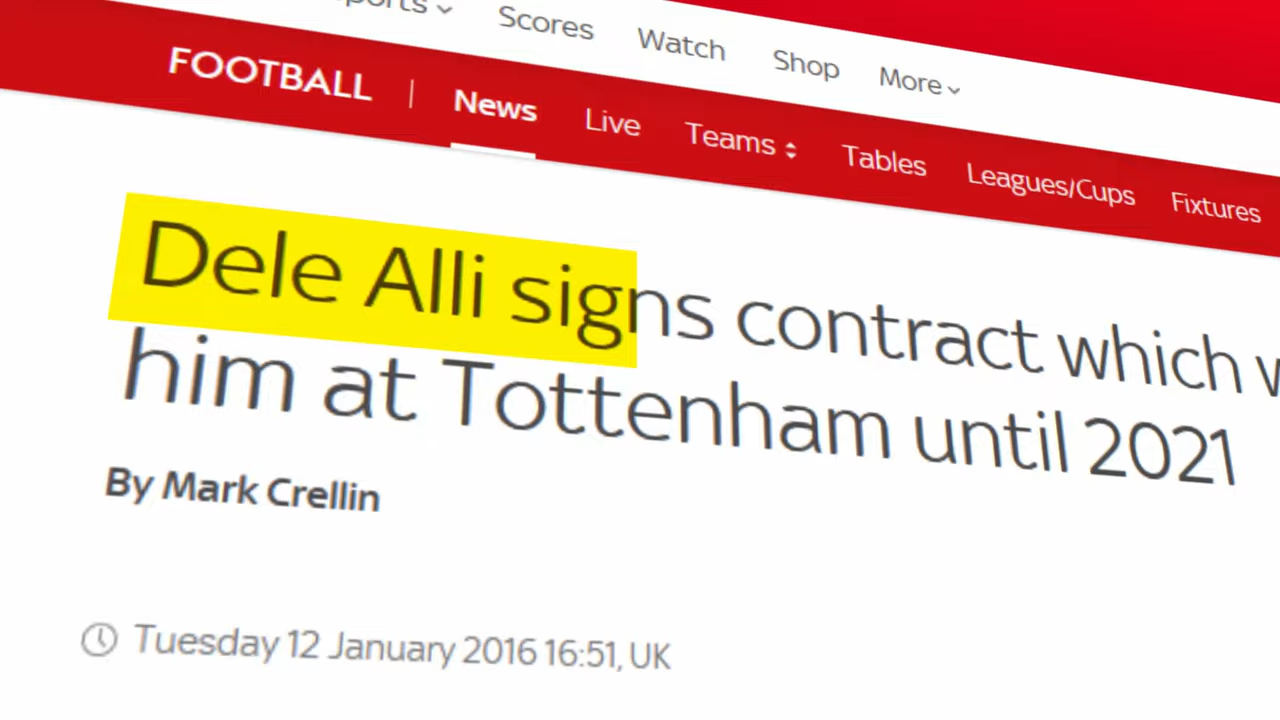 Scores Watch Shop More
FOOTBALL | News Live Teams Tables Leagues/Cups Fixtures
Dele Alli signs contract which
him at Tottenham until 2021
By Mark Crellin
Tuesday 12 January 2016 16:51, UK